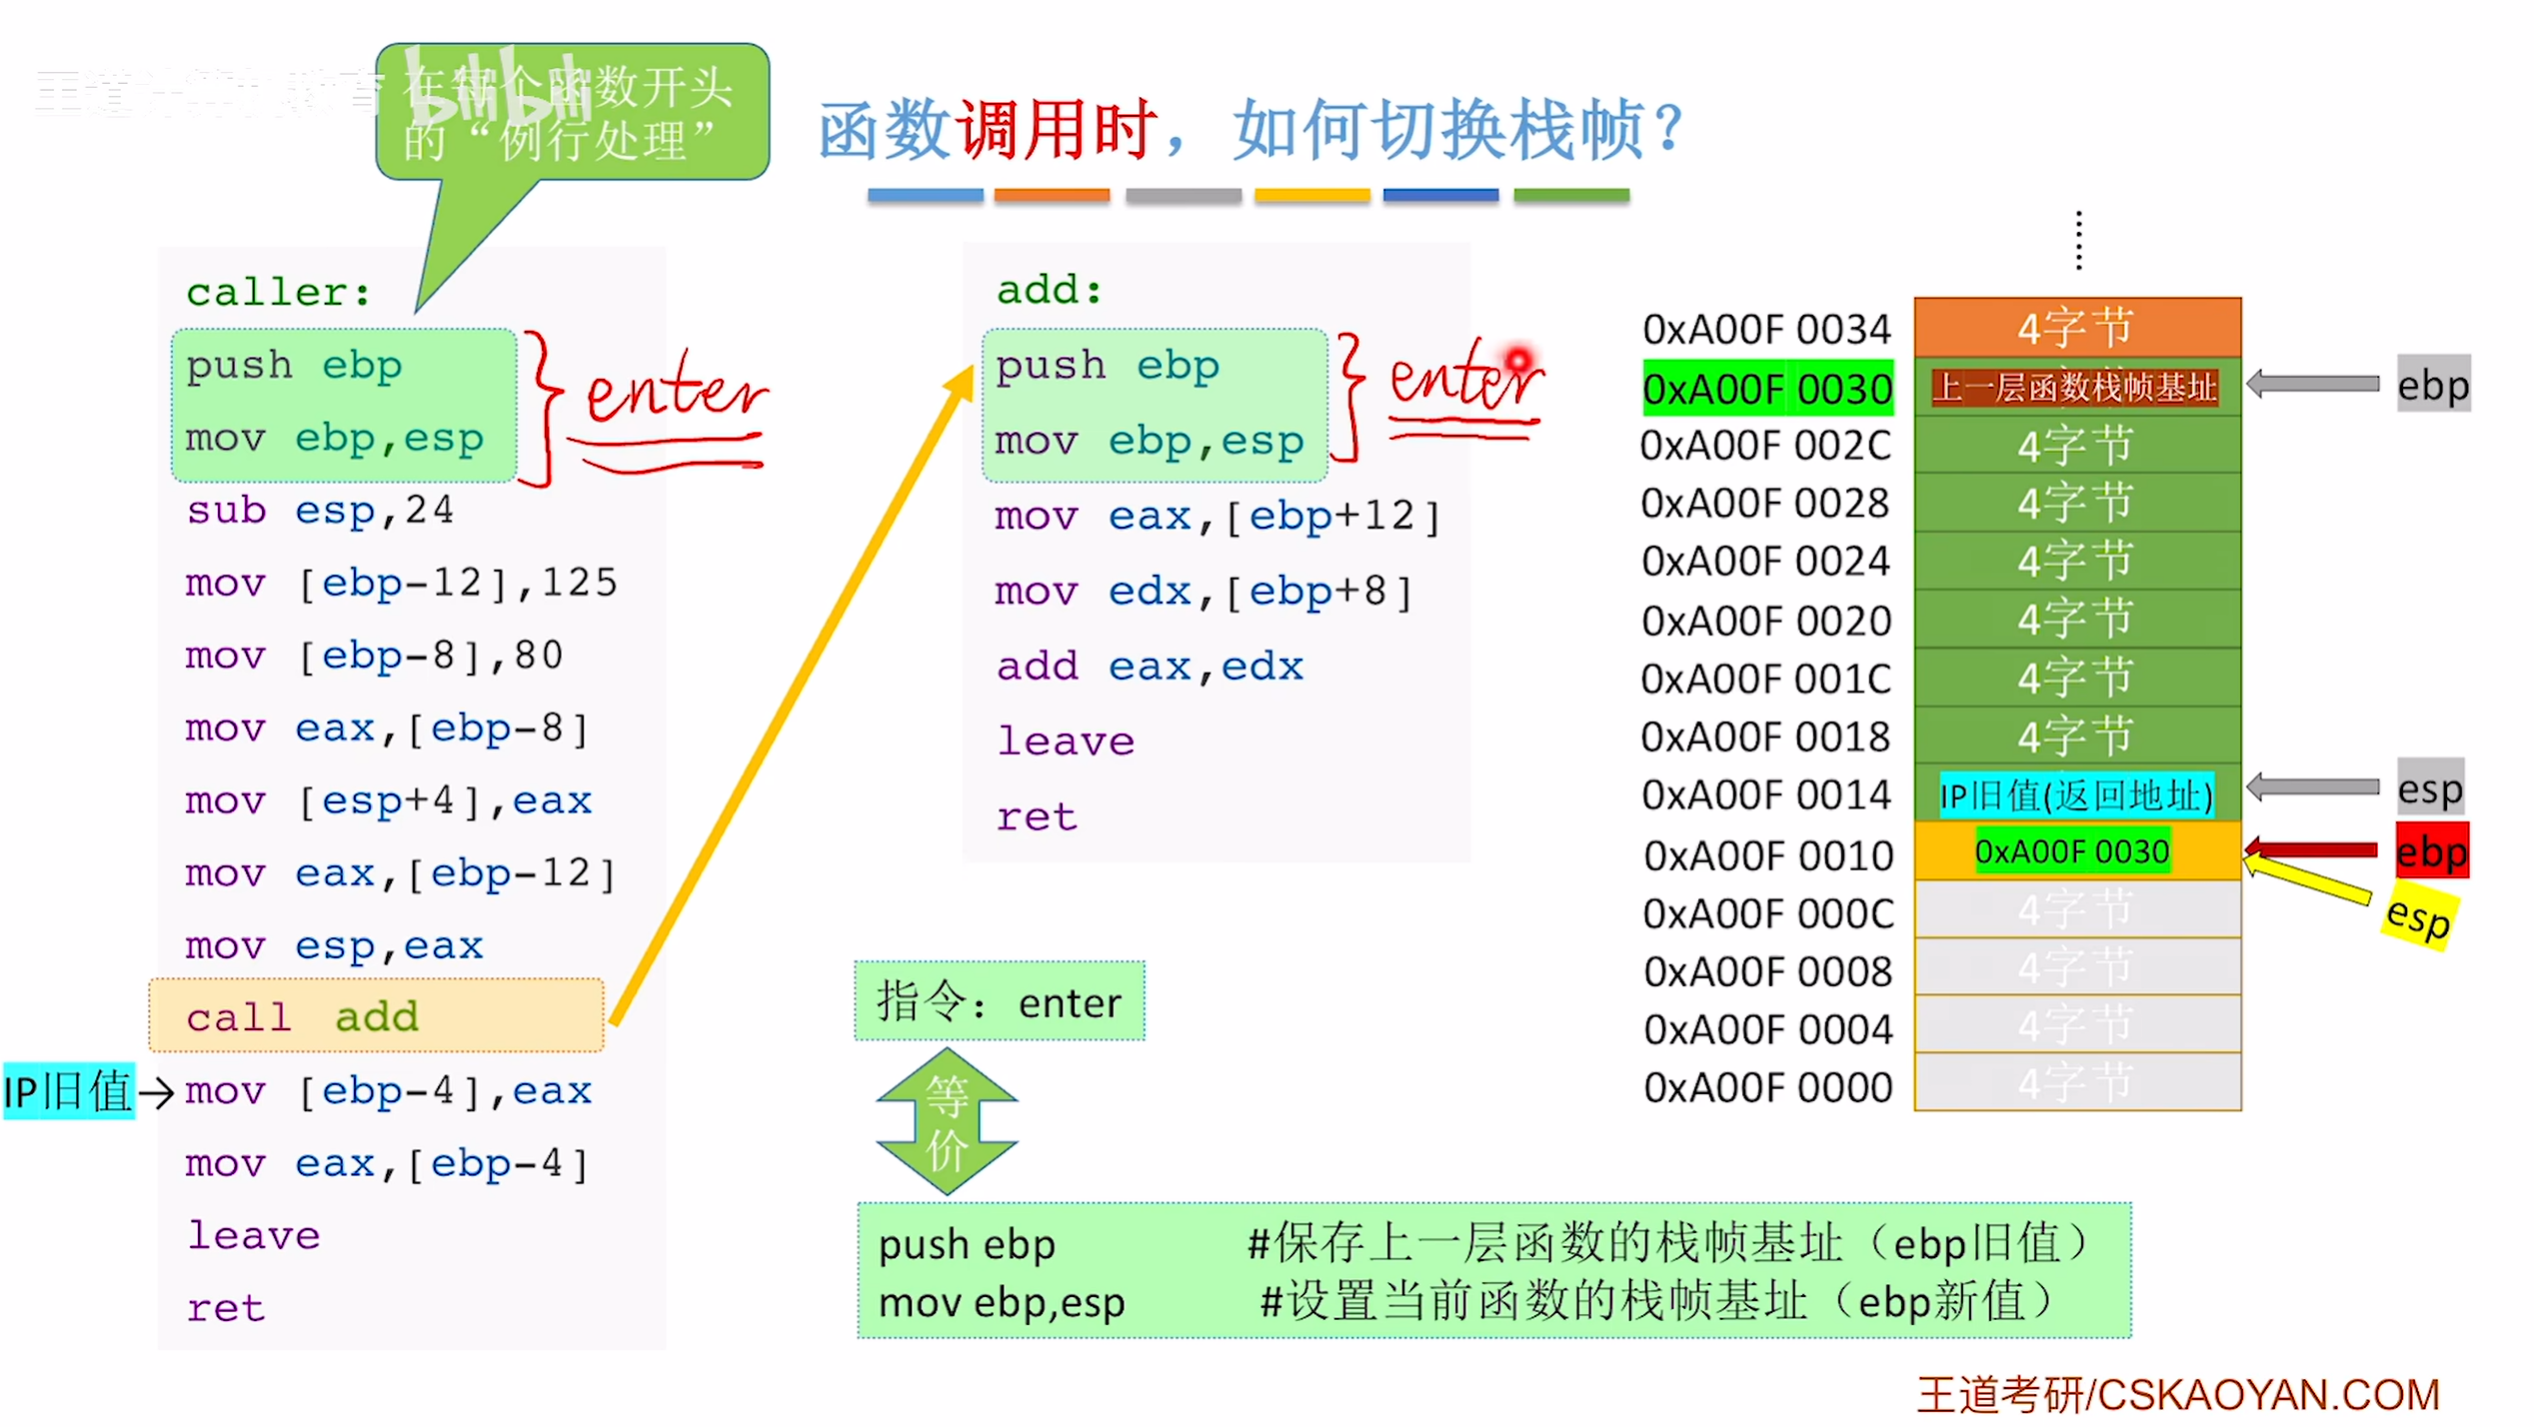 王道计算机教育
bilibili
在每个函数开头
的“例行处理”
函数调用时，如何切换栈帧？
caller:
push ebp
mov ebp,esp
enter
sub esp,24
mov [ebp-12],125
mov [ebp-8],80
mov eax,[ebp-8]
mov [esp+4],eax
mov eax,[ebp-12]
mov esp,eax
call add
IP旧值→
mov [ebp-4],eax
mov eax,[ebp-4]
leave
ret
add:
push ebp
mov ebp,esp
enter
mov eax,[ebp+12]
mov edx,[ebp+8]
add eax,edx
leave
ret
指令：enter
等
价
push ebp #保存上一层函数的栈帧基址（ebp旧值）
mov ebp,esp #设置当前函数的栈帧基址（ebp新值）
0xA00F 0034 4字节
0xA00F 0030 上一层函数栈帧基址 ebp
0xA00F 002C 4字节
0xA00F 0028 4字节
0xA00F 0024 4字节
0xA00F 0020 4字节
0xA00F 001C 4字节
0xA00F 0018 4字节
0xA00F 0014 IP旧值(返回地址) esp
0xA00F 0010 0xA00F 0030 ebp
esp
0xA00F 000C 4字节
0xA00F 0008 4字节
0xA00F 0004 4字节
0xA00F 0000 4字节
王道考研/CSKAOYAN.COM